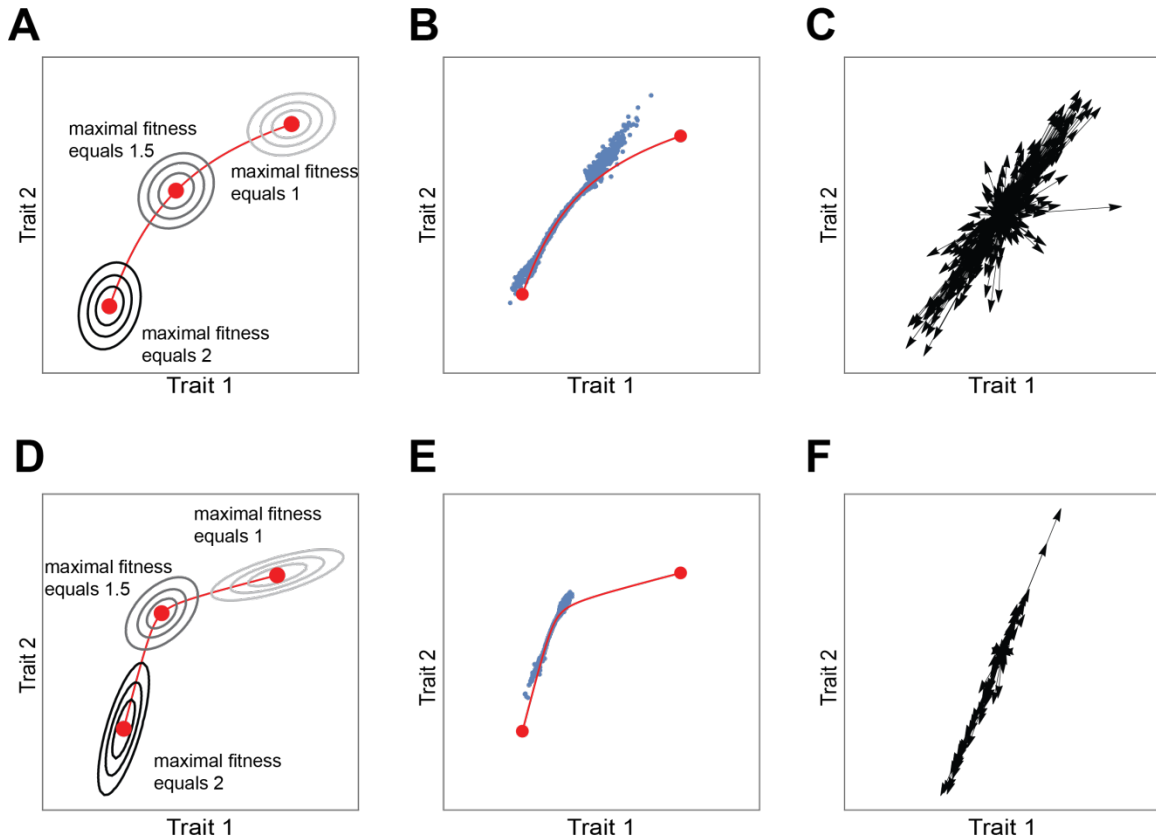 A
B
C
maximal fitness
equals 1.5
maximal fitness
equals 1
maximal fitness
equals 2
Trait 2
Trait 1
Trait 2
Trait 1
Trait 2
Trait 1
D
E
F
maximal fitness
equals 1
maximal fitness
equals 1.5
maximal fitness
equals 2
Trait 2
Trait 1
Trait 2
Trait 1
Trait 2
Trait 1